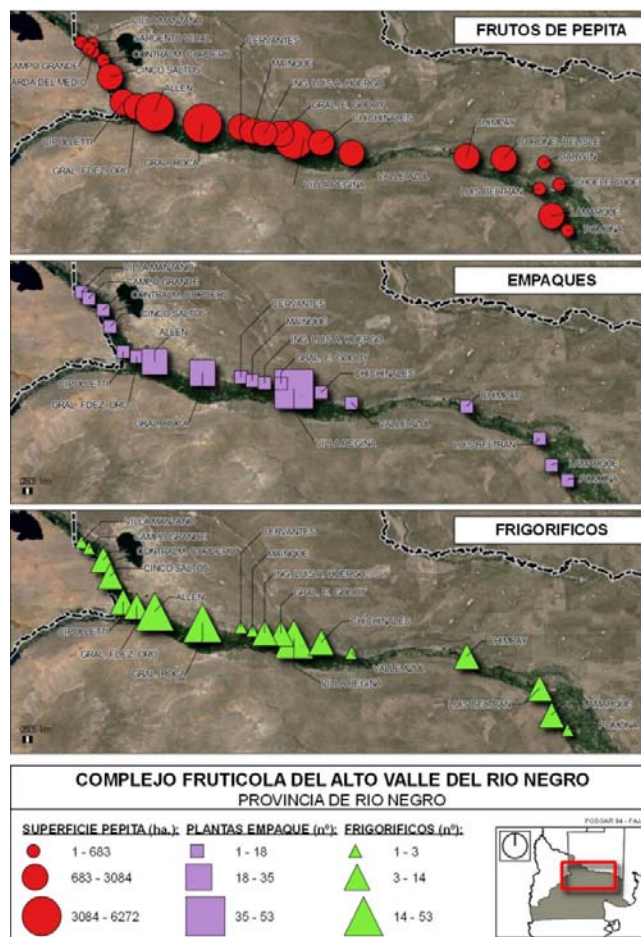 FRUTOS DE PEPITA
VILLA MANZANO
SARGENTO VIDAL
CONTRALM. CORDERO
CAMPO GRANDE
CINCO SALTOS
BARDA DEL MEDIO
ALLEN
CERVANTES
MAINQUE
ING. LUIS A. HUERGO
GRAL. E. GODOY
CHICHINALES
CIPOLLETTI
GRAL. FDEZ. ORO
GRAL. ROCA
VILLA REGINA
VALLE AZUL
CHIMPAY
CORONEL BELISLE
DARWIN
CHOELE CHOEL
LUIS BELTRAN
LAMARQUE
POMONA
EMPAQUES
VILLA MANZANO
CAMPO GRANDE
CONTRALM. CORDERO
CINCO SALTOS
ALLEN
CERVANTES
MAINQUE
ING. LUIS A. HUERGO
GRAL. E. GODOY
CHICHINALES
CIPOLLETTI
GRAL. FDEZ. ORO
GRAL. ROCA
VILLA REGINA
VALLE AZUL
CHIMPAY
LUIS BELTRAN
LAMARQUE
POMONA
FRIGORIFICOS
VILLA MANZANO
CAMPO GRANDE
CONTRALM. CORDERO
CINCO SALTOS
ALLEN
CERVANTES
MAINQUE
ING. LUIS A. HUERGO
GRAL. E. GODOY
CHICHINALES
CIPOLLETTI
GRAL. FDEZ. ORO
GRAL. ROCA
VILLA REGINA
VALLE AZUL
CHIMPAY
LUIS BELTRAN
LAMARQUE
POMONA
COMPLEJO FRUTICOLA DEL ALTO VALLE DEL RIO NEGRO
PROVINCIA DE RIO NEGRO
SUPERFICIE PEPITA (ha.):
1 - 683
683 - 3084
3084 - 6272
PLANTAS EMPAQUE (nº):
1 - 18
18 - 35
35 - 53
FRIGORIFICOS (nº):
1 - 3
3 - 14
14 - 53